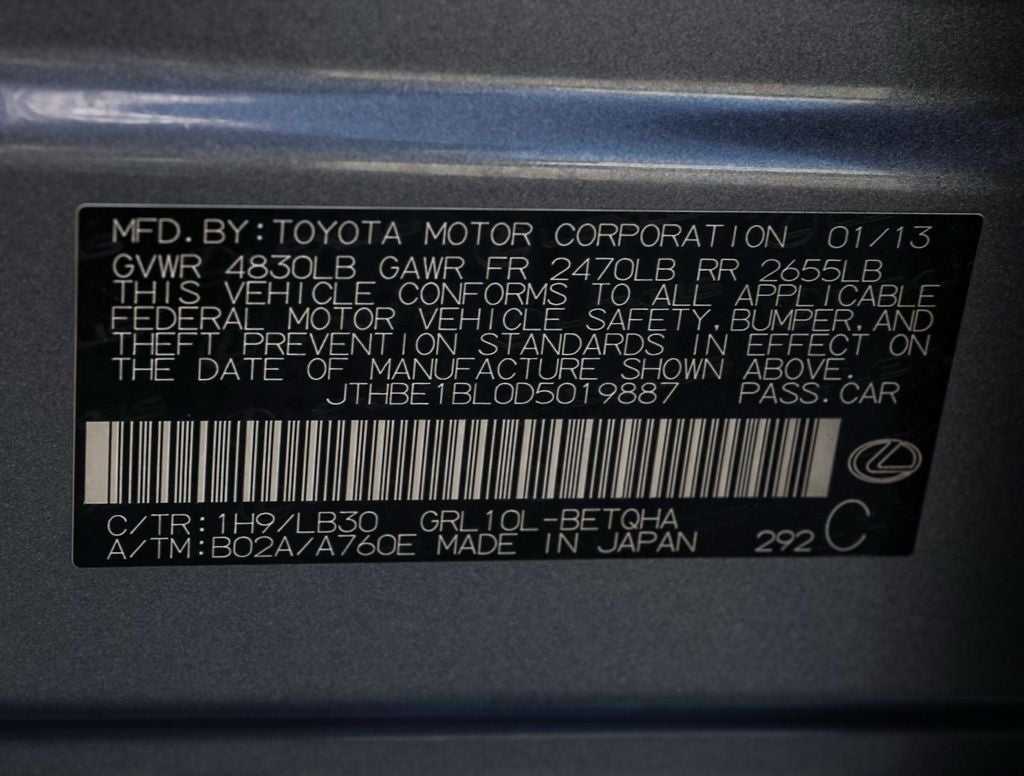 MFD.BY:TOYOTA MOTOR CORPORATION 01/13
GVWR 4830LB GAWR FR 2470LB RR 2655LB
THIS VEHICLE CONFORMS TO ALL APPLICABLE
FEDERAL MOTOR VEHICLE SAFETY,BUMPER,AND
THEFT PREVENTION STANDARDS IN EFFECT ON
THE DATE OF MANUFACTURE SHOWN ABOVE.
JTHBE1BL0D5019887 PASS.CAR
C/TR:1H9/LB30 GRL10L-BETQHA
A/TM:B02A/A760E MADE IN JAPAN 292 C